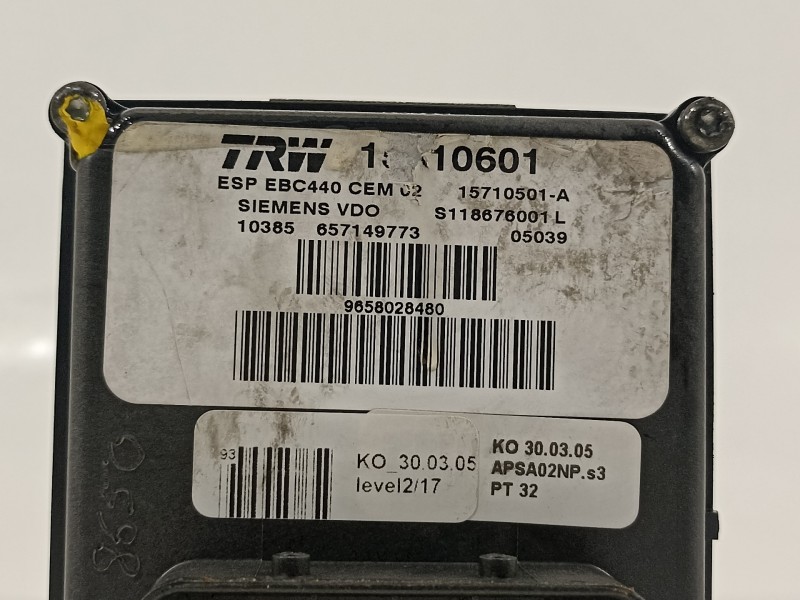 TRW
ESP EBC440 CEM 02 15710501-A
SIEMENS VDO S118676001 L
10385 657149773 05039
9658028480
93
KO_30.03.05
level2/17
KO 30.03.05
APSA02NP.s3
PT 32